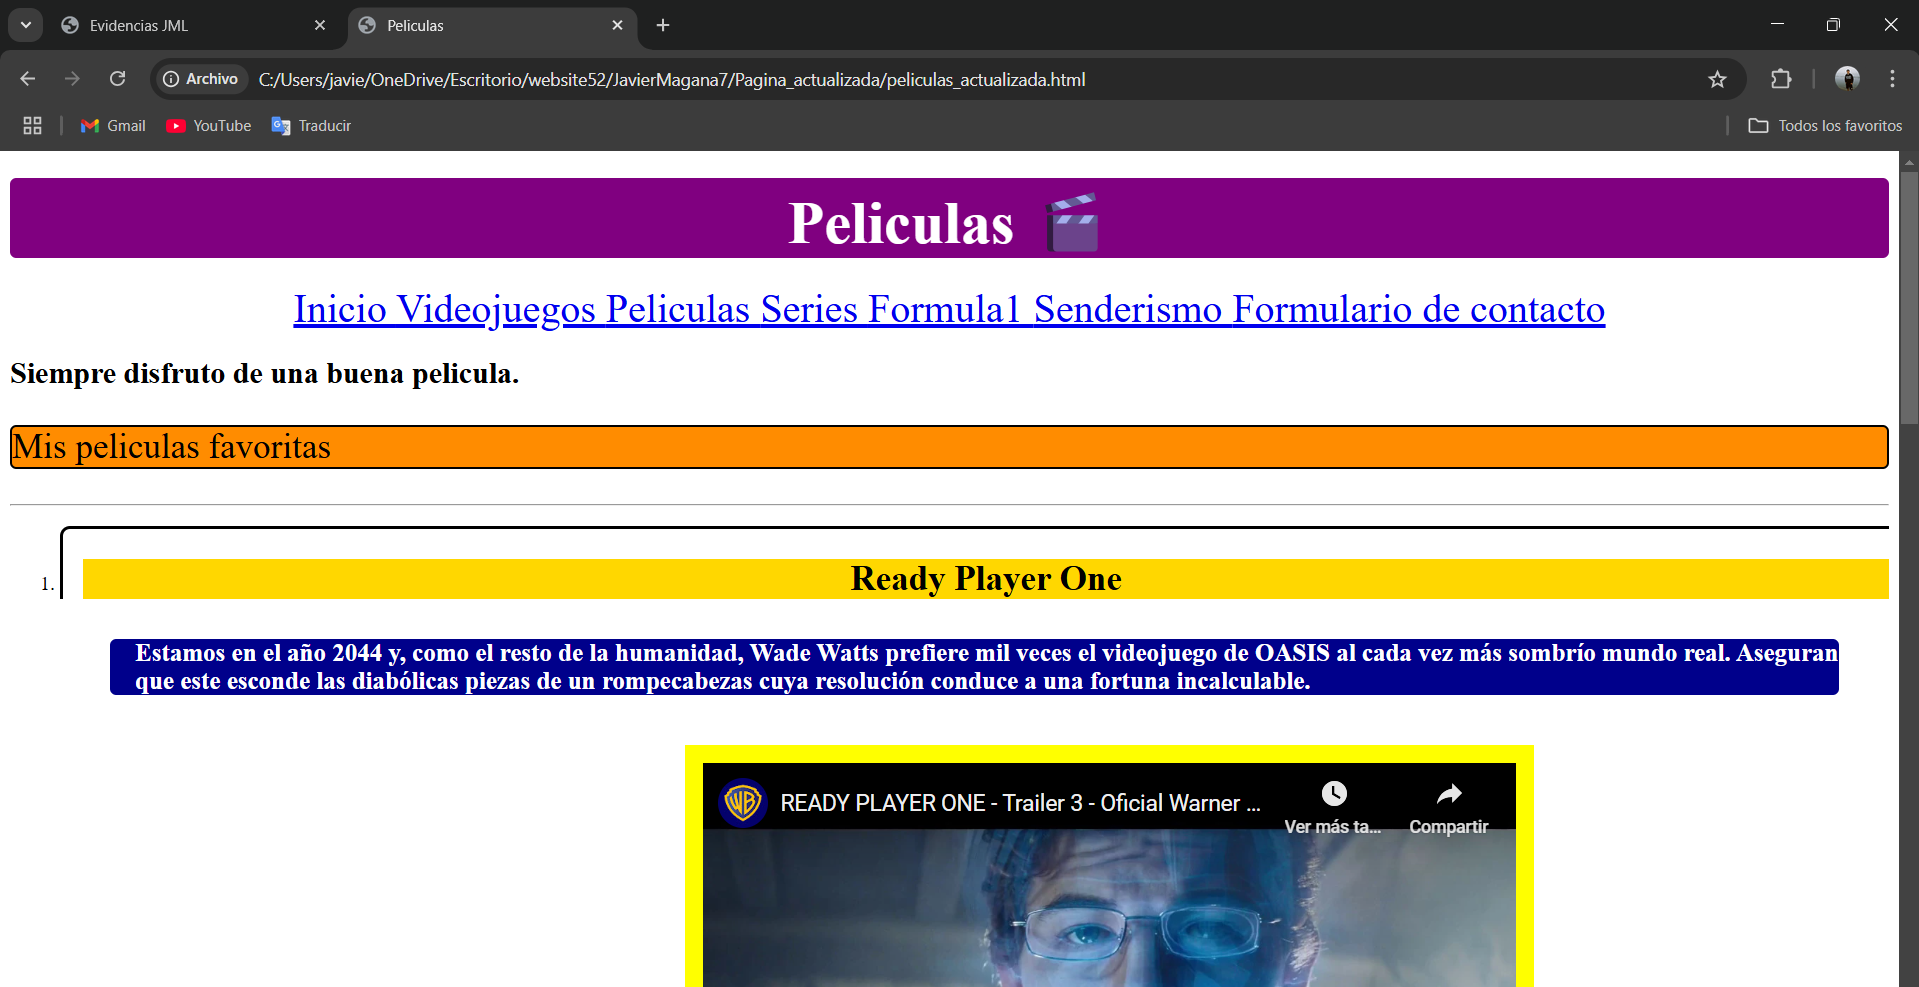 Evidencias JML
Peliculas
Archivo
C:/Users/javie/OneDrive/Escritorio/website52/JavierMagana7/Pagina_actualizada/peliculas_actualizada.html
Gmail
YouTube
Traducir
Todos los favoritos
Peliculas
Inicio Videojuegos Peliculas Series Formula1 Senderismo Formulario de contacto
Siempre disfruto de una buena pelicula.
Mis peliculas favoritas
1. Ready Player One
Estamos en el año 2044 y, como el resto de la humanidad, Wade Watts prefiere mil veces el videojuego de OASIS al cada vez más sombrío mundo real. Aseguran
que este esconde las diabólicas piezas de un rompecabezas cuya resolución conduce a una fortuna incalculable.
WB
READY PLAYER ONE - Trailer 3 - Oficial Warner ...
Ver más ta...
Compartir